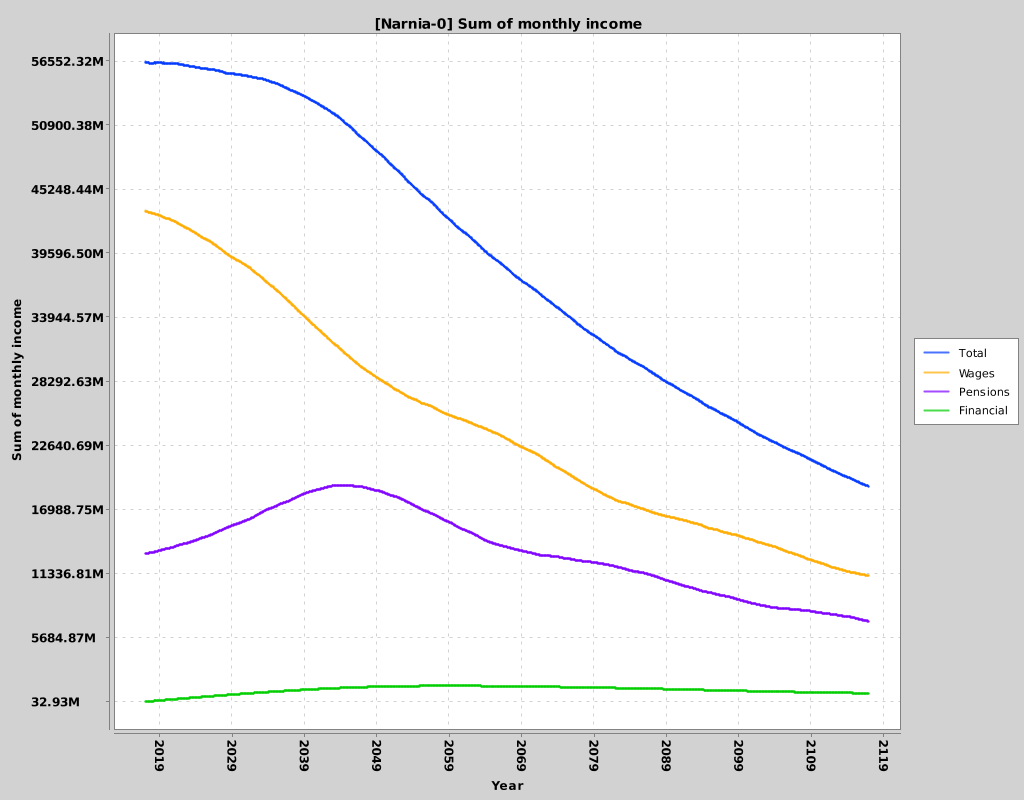 [Narnia-0] Sum of monthly income
Sum of monthly income
56552.32M
50900.38M
45248.44M
39596.50M
33944.57M
28292.63M
22640.69M
16988.75M
11336.81M
5684.87M
32.93M
2019
2029
2039
2049
2059
2069
2079
2089
2099
2109
2119
Year
Total
Wages
Pensions
Financial